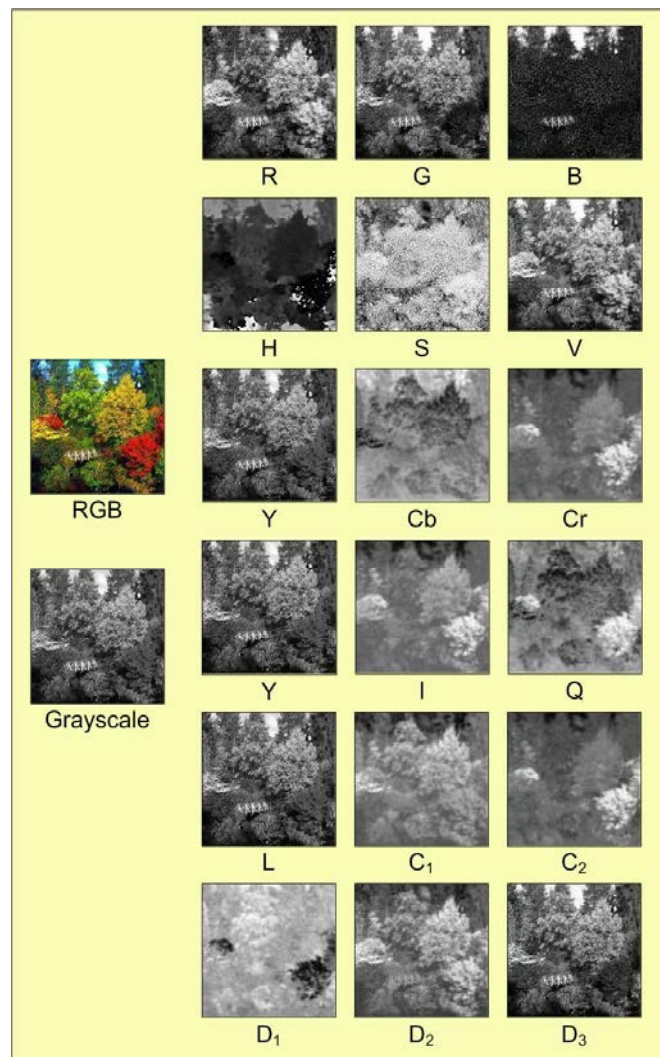 R G B
H S V
RGB
Y Cb Cr
Grayscale
Y I Q
L C₁ C₂
D₁ D₂ D₃